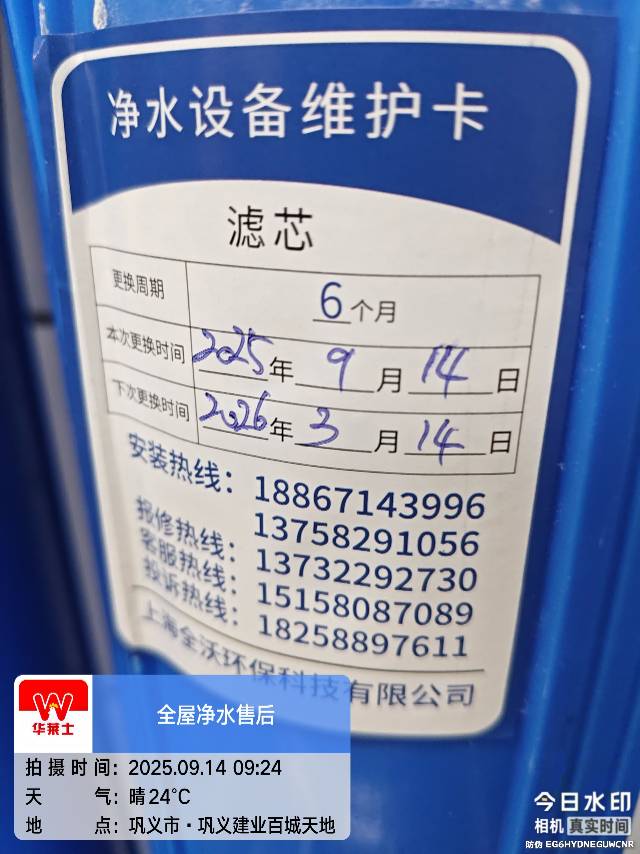 净水设备维护卡
滤芯
更换周期 6个月
本次更换时间 2025年9月14日
下次更换时间 2026年3月14日
安装热线：18867143996
13758291056
报修热线：13732292730
客服热线：15158087089
投诉热线：18258897611
上海全沃环保科技有限公司
华莱士
全屋净水售后
拍摄时间：2025.09.14 09:24
天气：晴24℃
地点：巩义市·巩义建业百城天地
今日水印
相机 真实时间
防伪 EG6HYDNEGUWCNR